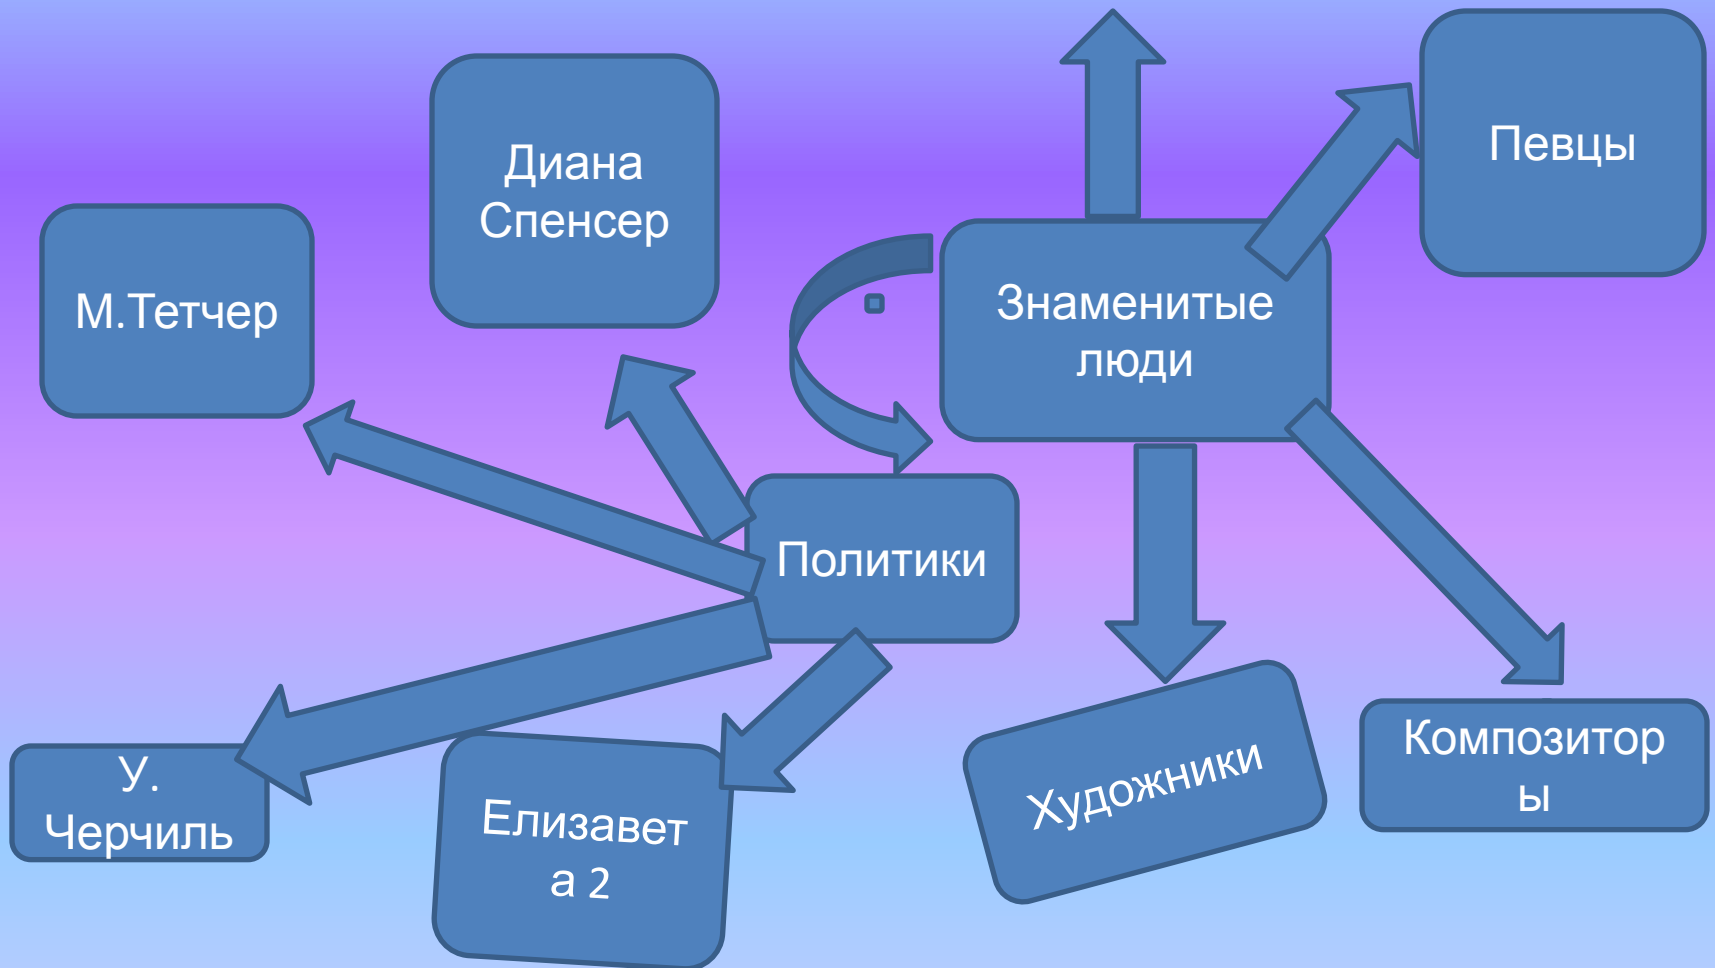 Диана
Спенсер
Певцы
М.Тетчер
Знаменитые
люди
Политики
У.
Черчиль
Елизавет
а 2
Художники
Композитор
ы